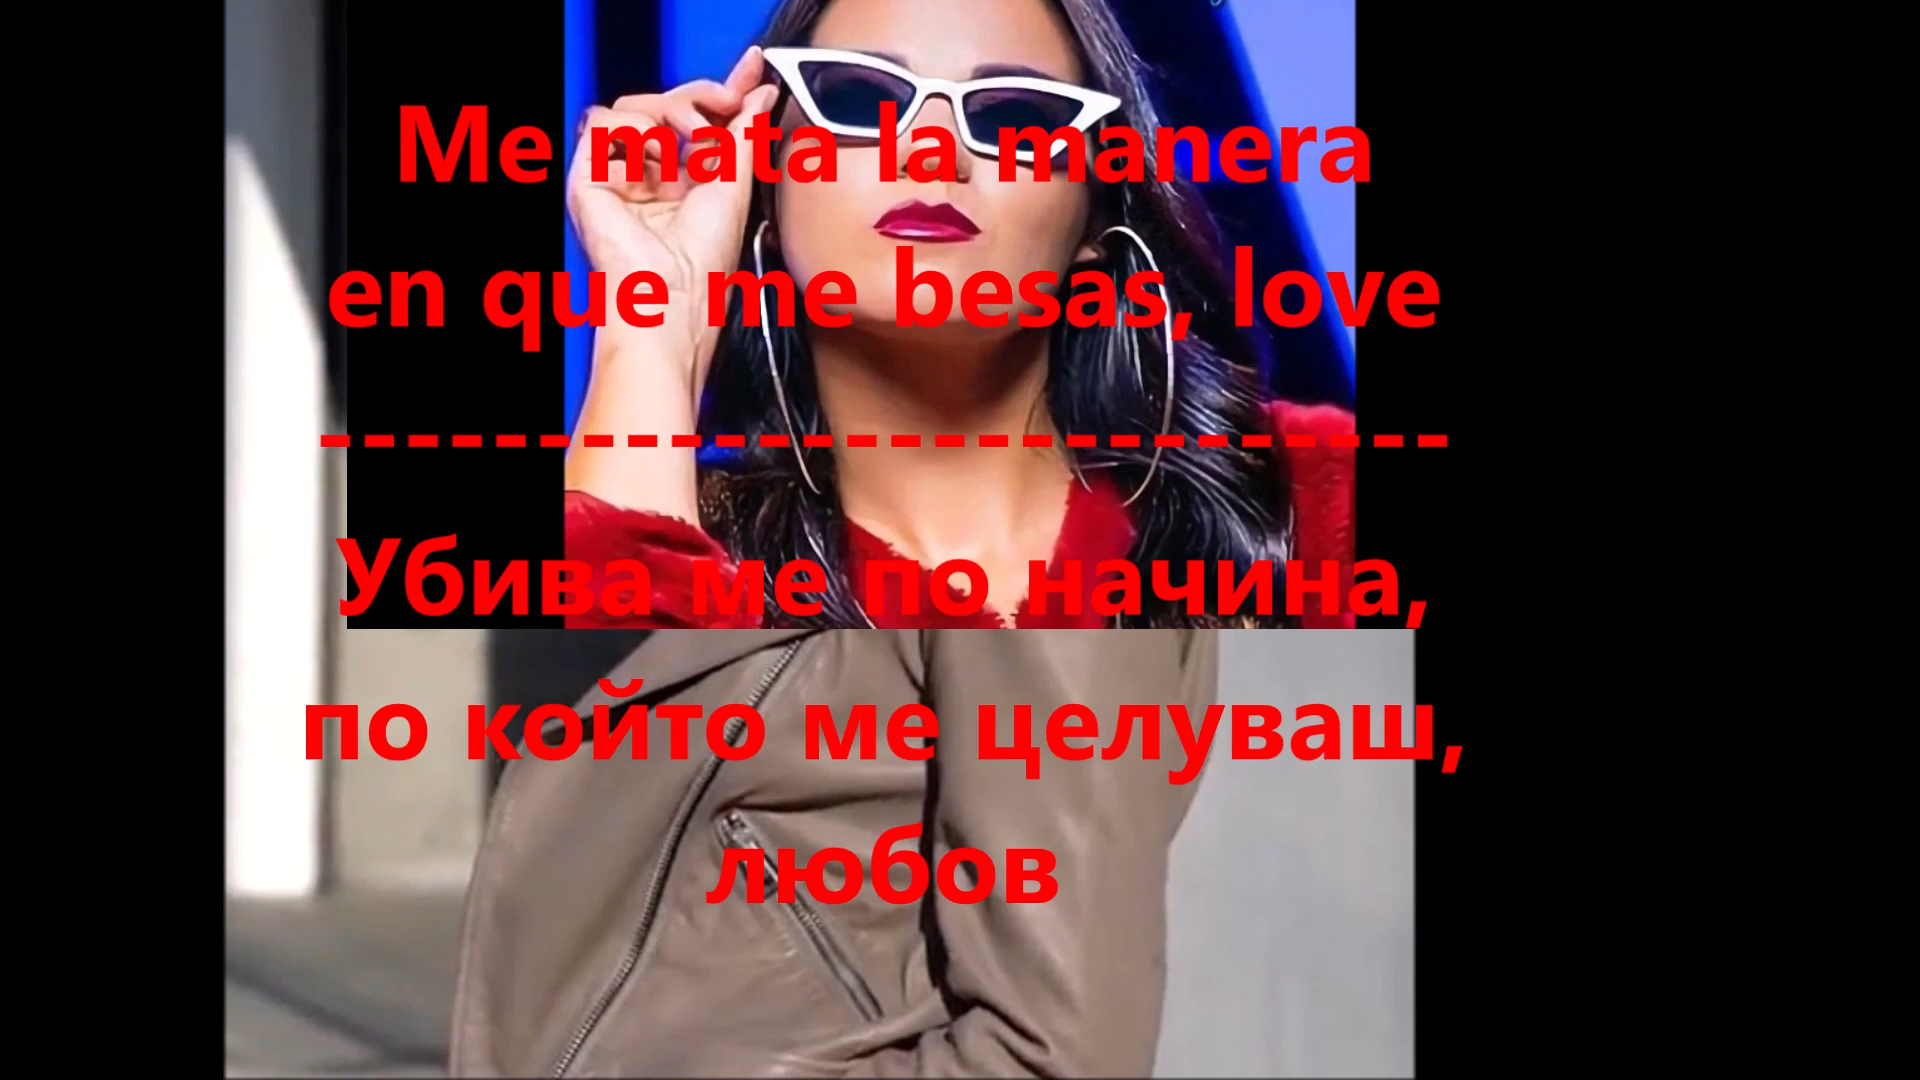 Me mata la manera
en que me besas, love
--------------------------
Убива ме по начина,
по който ме целуваш,
любов